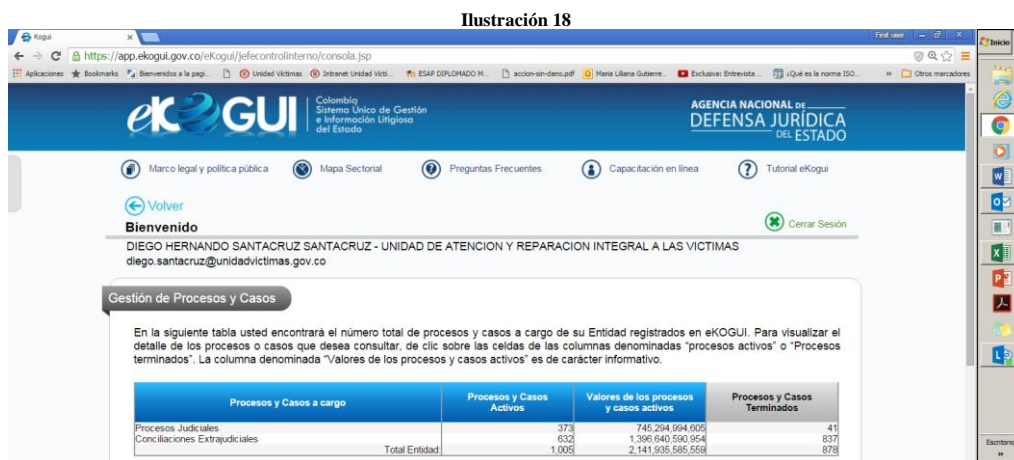 Ilustración 18
Kogui
First user
Inicio
https://app.ekogui.gov.co/eKogui/jefecontrolinterno/consola.jsp
Aplicaciones Bookmarks Bienvenidos a la pagi... Unidad Víctimas Intranet Unidad Vícti... ESAP DIPLOMADO M... accion-sin-dano.pdf Maria Liliana Gutierre... Exclusiva: Entrevista ... ¿Qué es la norma ISO... » Otros marcadores
eKOGUI
Colombia
Sistema Único de Gestión
e Información Litigiosa
del Estado
AGENCIA NACIONAL DE
DEFENSA JURÍDICA
DEL ESTADO
Marco legal y política pública Mapa Sectorial Preguntas Frecuentes Capacitación en línea Tutorial eKogui
Volver
Bienvenido
Cerrar Sesión
DIEGO HERNANDO SANTACRUZ SANTACRUZ - UNIDAD DE ATENCION Y REPARACION INTEGRAL A LAS VICTIMAS
diego.santacruz@unidadvictimas.gov.co
Gestión de Procesos y Casos
En la siguiente tabla usted encontrará el número total de procesos y casos a cargo de su Entidad registrados en eKOGUI. Para visualizar el
detalle de los procesos o casos que desea consultar, de clic sobre las celdas de las columnas denominadas "procesos activos" o "Procesos
terminados". La columna denominada "Valores de los procesos y casos activos" es de carácter informativo.
Procesos y Casos a cargo Procesos y Casos Activos Valores de los procesos y casos activos Procesos y Casos Terminados
Procesos Judiciales 373 745,294,994,605 41
Conciliaciones Extrajudiciales 632 1,396,640,590,954 837
Total Entidad: 1,005 2,141,935,585,559 878
Escritorio
»